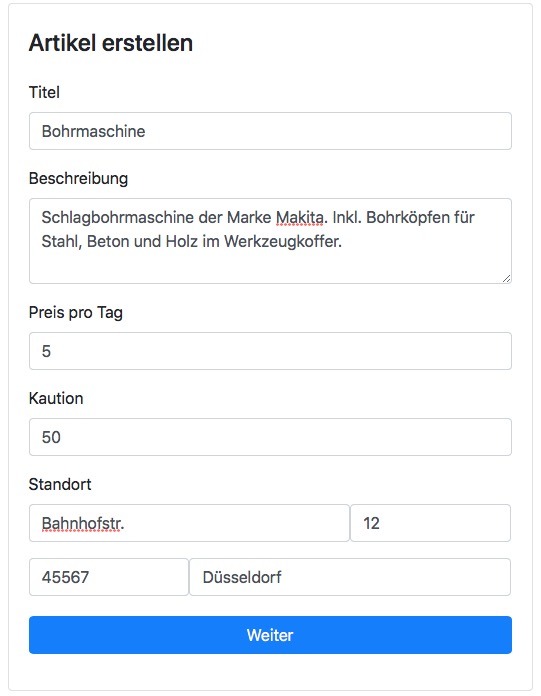 Artikel erstellen
Titel
Bohrmaschine
Beschreibung
Schlagbohrmaschine der Marke Makita. Inkl. Bohrköpfen für
Stahl, Beton und Holz im Werkzeugkoffer.
Preis pro Tag
5
Kaution
50
Standort
Bahnhofstr. 12
45567 Düsseldorf
Weiter